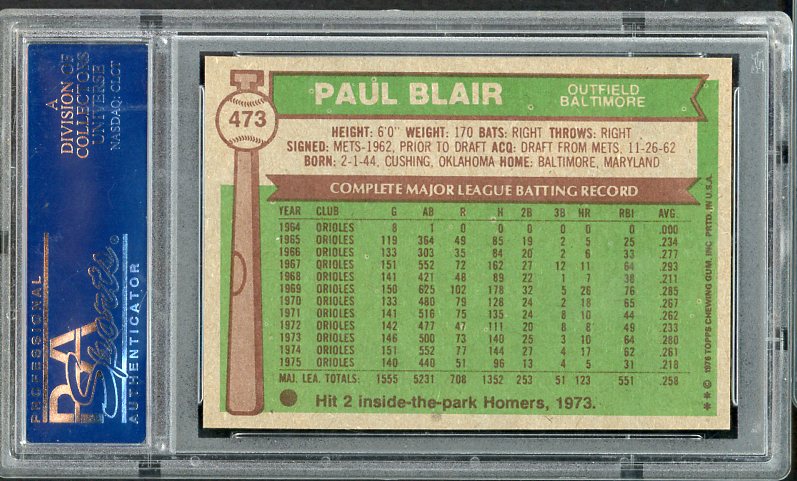 A
DIVISION OF
COLLECTORS
UNIVERSE
NASDAQ: CLCT
PROFESSIONAL
PSA
Sports®
AUTHENTICATOR
473
PAUL BLAIR
OUTFIELD
BALTIMORE
HEIGHT: 6'0" WEIGHT: 170 BATS: RIGHT THROWS: RIGHT
SIGNED: METS-1962, PRIOR TO DRAFT ACQ: DRAFT FROM METS, 11-26-62
BORN: 2-1-44, CUSHING, OKLAHOMA HOME: BALTIMORE, MARYLAND
COMPLETE MAJOR LEAGUE BATTING RECORD
YEAR CLUB G AB R H 2B 3B HR RBI AVG.
1964 ORIOLES 8 1 0 0 0 0 0 0 .000
1965 ORIOLES 119 364 49 85 19 2 5 25 .234
1966 ORIOLES 133 303 35 84 20 2 6 33 .277
1967 ORIOLES 151 552 72 162 27 12 11 64 .293
1968 ORIOLES 141 421 48 89 22 1 7 38 .211
1969 ORIOLES 150 625 102 178 32 5 26 76 .285
1970 ORIOLES 133 480 79 128 24 2 18 65 .267
1971 ORIOLES 141 516 75 135 24 8 10 44 .262
1972 ORIOLES 142 477 47 111 20 8 8 49 .233
1973 ORIOLES 146 500 73 140 25 3 10 64 .280
1974 ORIOLES 151 552 77 144 27 4 17 62 .261
1975 ORIOLES 140 440 51 96 13 4 5 31 .218
MAJ. LEA. TOTALS: 1555 5231 708 1352 253 51 123 551 .258
Hit 2 inside-the-park Homers, 1973.
** © 1976 TOPPS CHEWING GUM, INC. PRTD. IN U.S.A.